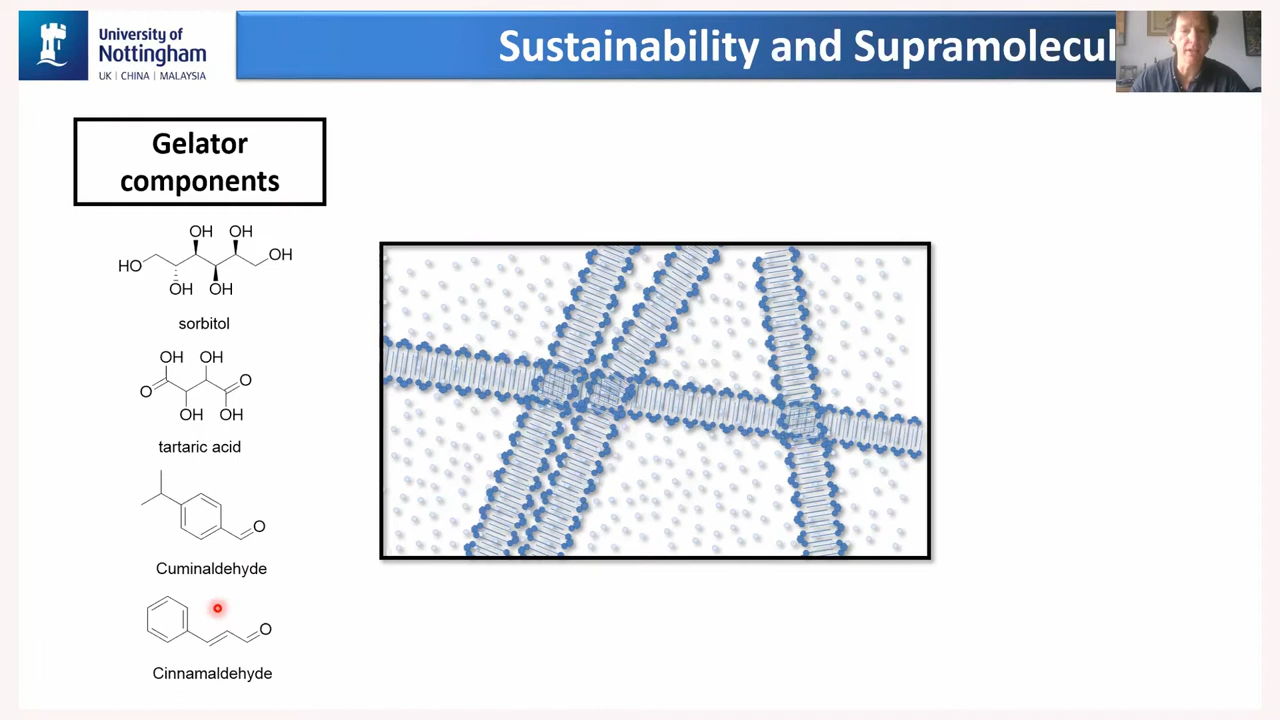 University of
Nottingham
UK | CHINA | MALAYSIA
Sustainability and Supramolecul
Gelator
components
OH OH
HO OH
OH OH
sorbitol
OH OH
O O
OH OH
tartaric acid
O
Cuminaldehyde
O
Cinnamaldehyde